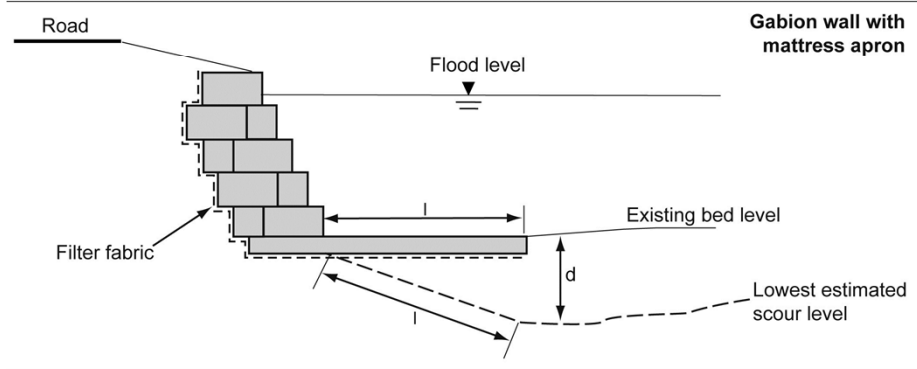 Gabion wall with
mattress apron
Road
Flood level
l
Existing bed level
Filter fabric
d
l
Lowest estimated
scour level